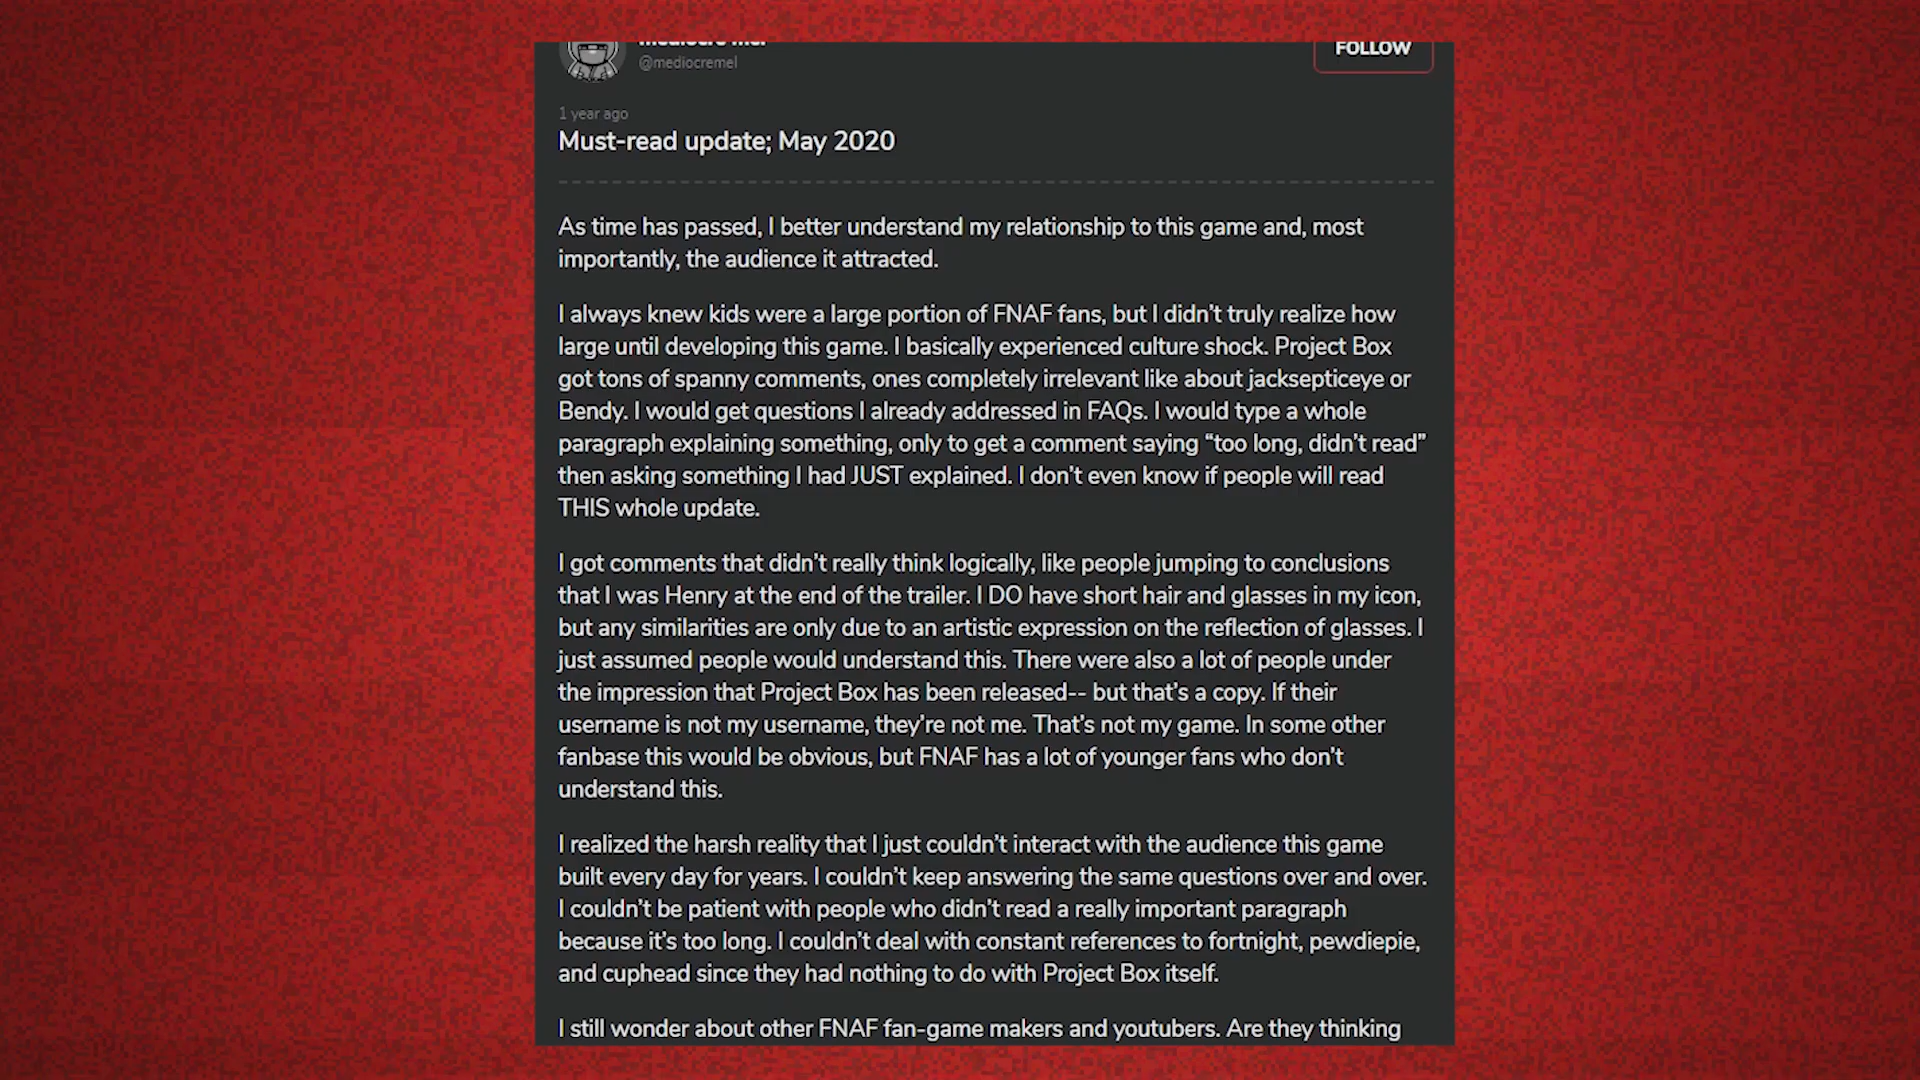 @mediocremel
FOLLOW
1 year ago
Must-read update; May 2020
As time has passed, I better understand my relationship to this game and, most
importantly, the audience it attracted.
I always knew kids were a large portion of FNAF fans, but I didn't truly realize how
large until developing this game. I basically experienced culture shock. Project Box
got tons of spanny comments, ones completely irrelevant like about jacksepticeye or
Bendy. I would get questions I already addressed in FAQs. I would type a whole
paragraph explaining something, only to get a comment saying “too long, didn't read”
then asking something I had JUST explained. I don't even know if people will read
THIS whole update.
I got comments that didn't really think logically, like people jumping to conclusions
that I was Henry at the end of the trailer. I DO have short hair and glasses in my icon,
but any similarities are only due to an artistic expression on the reflection of glasses. I
just assumed people would understand this. There were also a lot of people under
the impression that Project Box has been released-- but that's a copy. If their
username is not my username, they're not me. That's not my game. In some other
fanbase this would be obvious, but FNAF has a lot of younger fans who don't
understand this.
I realized the harsh reality that I just couldn't interact with the audience this game
built every day for years. I couldn't keep answering the same questions over and over.
I couldn't be patient with people who didn't read a really important paragraph
because it's too long. I couldn't deal with constant references to fortnight, pewdiepie,
and cuphead since they had nothing to do with Project Box itself.
I still wonder about other FNAF fan-game makers and youtubers. Are they thinking